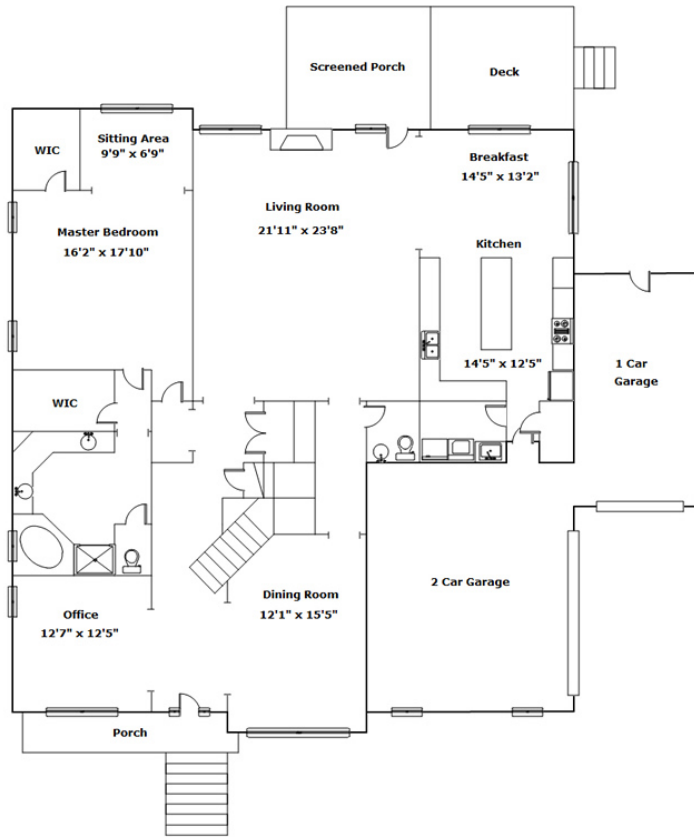 Screened Porch
Deck
Sitting Area
9'9" x 6'9"
WIC
Breakfast
14'5" x 13'2"
Living Room
21'11" x 23'8"
Master Bedroom
16'2" x 17'10"
Kitchen
14'5" x 12'5"
1 Car
Garage
WIC
2 Car Garage
Dining Room
12'1" x 15'5"
Office
12'7" x 12'5"
Porch